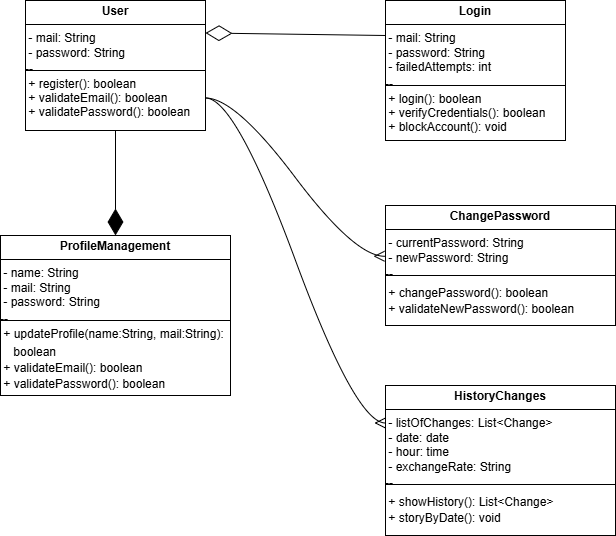 User
- mail: String
- password: String
--
+ register(): boolean
+ validateEmail(): boolean
+ validatePassword(): boolean
Login
- mail: String
- password: String
- failedAttempts: int
--
+ login(): boolean
+ verifyCredentials(): boolean
+ blockAccount(): void
ProfileManagement
- name: String
- mail: String
- password: String
--
+ updateProfile(name:String, mail:String):
boolean
+ validateEmail(): boolean
+ validatePassword(): boolean
ChangePassword
- currentPassword: String
- newPassword: String
--
+ changePassword(): boolean
+ validateNewPassword(): boolean
HistoryChanges
- listOfChanges: List<Change>
- date: date
- hour: time
- exchangeRate: String
--
+ showHistory(): List<Change>
+ storyByDate(): void